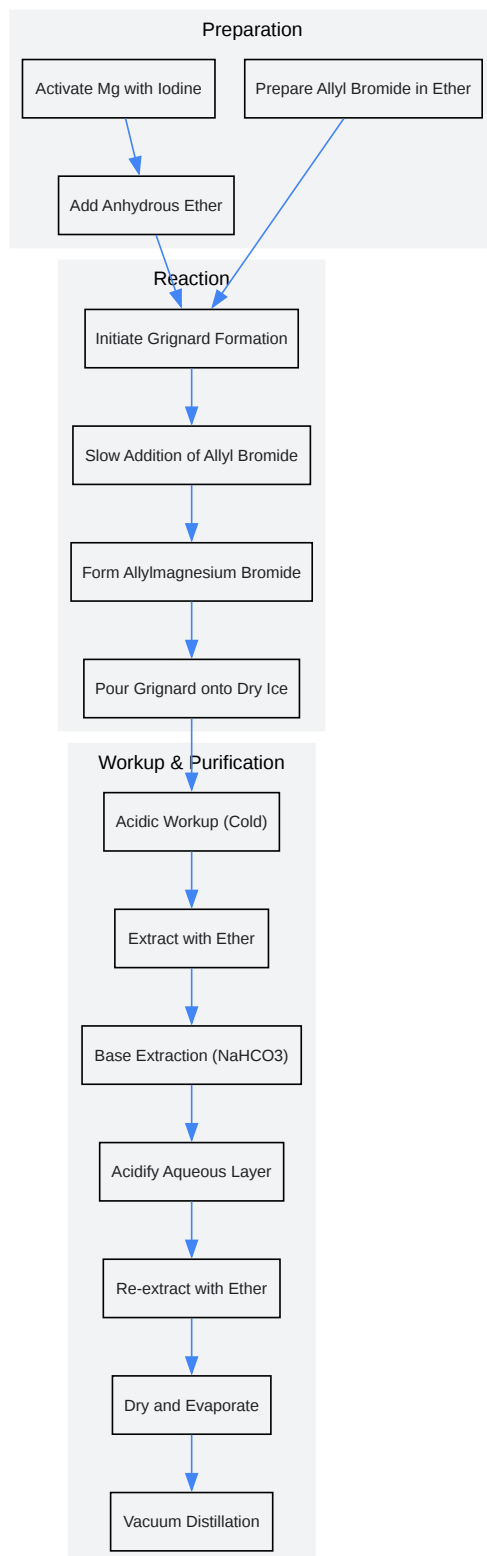 Preparation
Activate Mg with Iodine
Prepare Allyl Bromide in Ether
Add Anhydrous Ether
Reaction
Initiate Grignard Formation
Slow Addition of Allyl Bromide
Form Allylmagnesium Bromide
Pour Grignard onto Dry Ice
Workup & Purification
Acidic Workup (Cold)
Extract with Ether
Base Extraction (NaHCO3)
Acidify Aqueous Layer
Re-extract with Ether
Dry and Evaporate
Vacuum Distillation